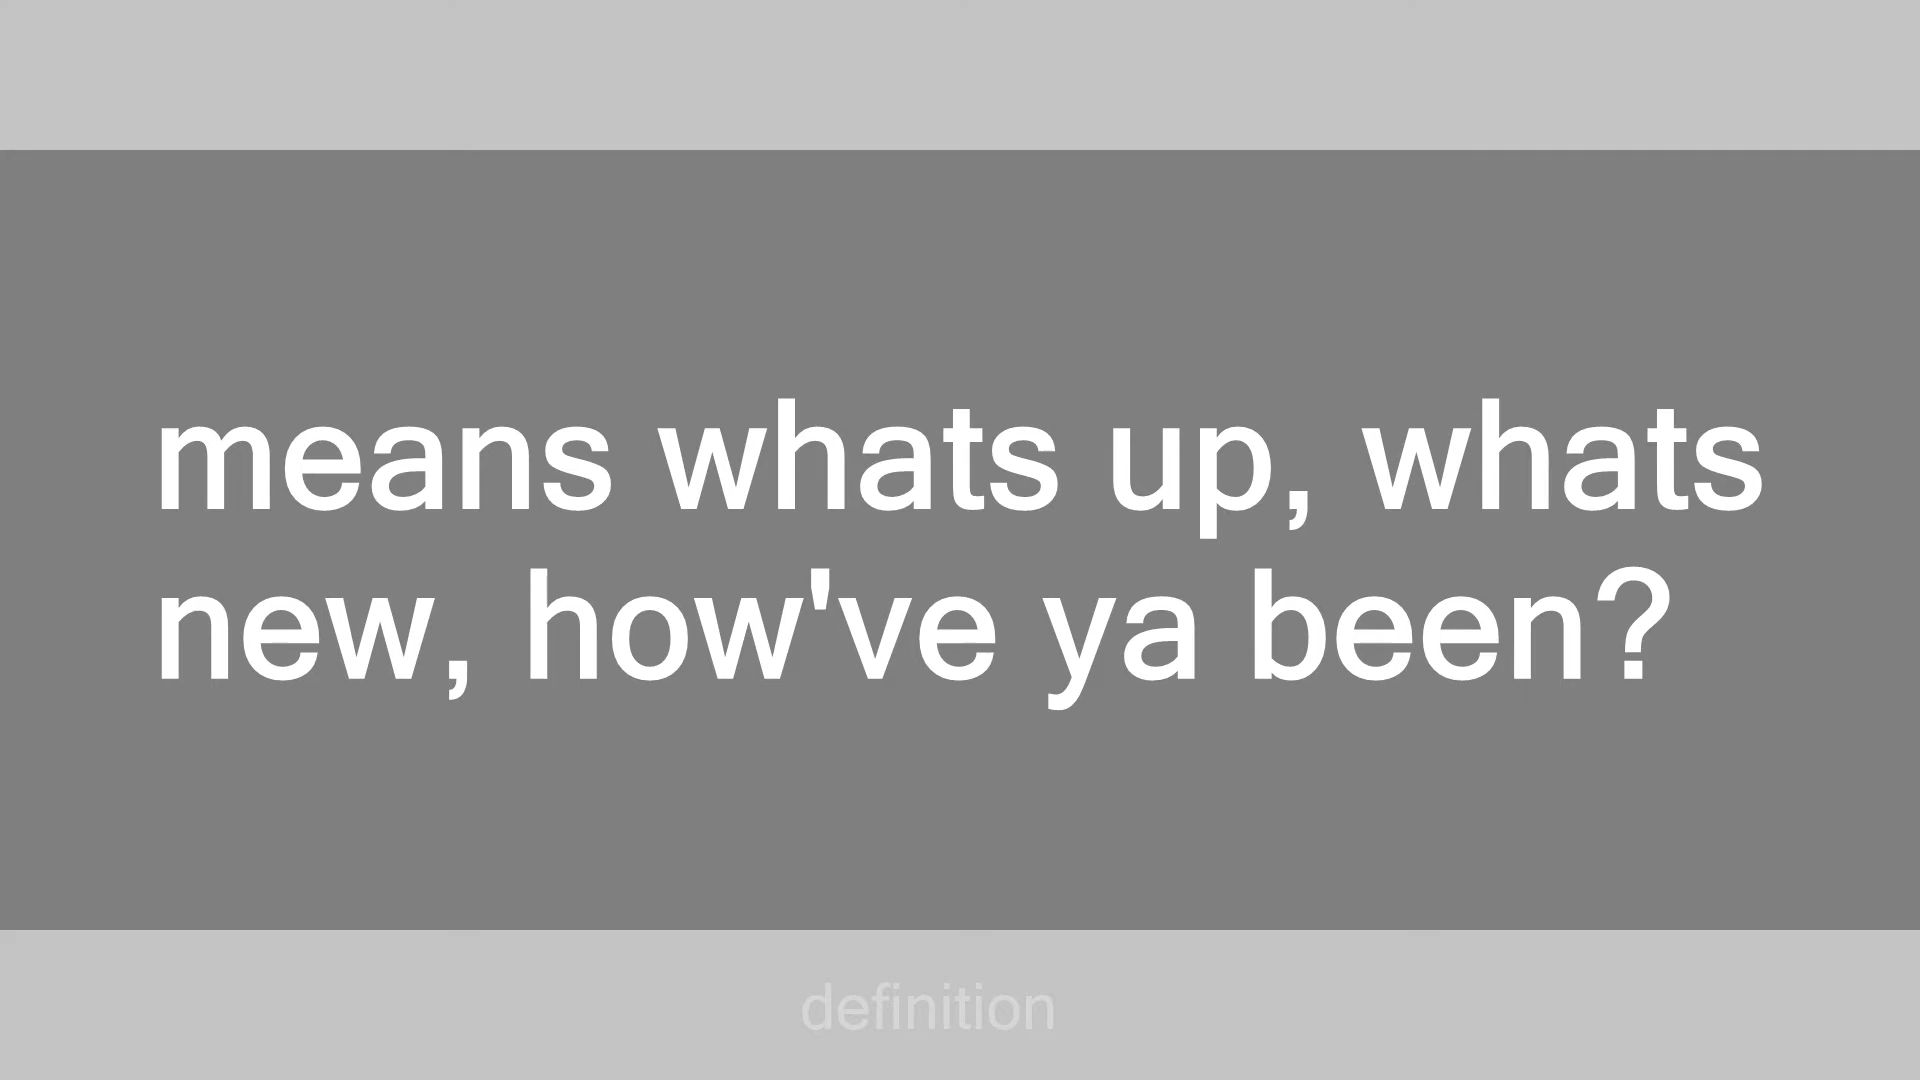 means whats up, whats
new, how've ya been?
definition